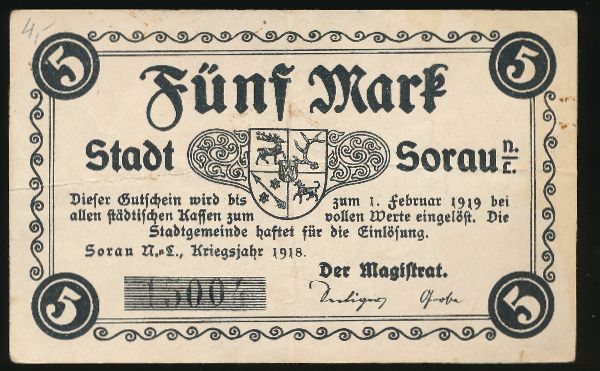 4,-
5 5
Fünf Mark
Stadt Sorau n./L.
Dieser Gutschein wird bis zum 1. Februar 1919 bei
allen städtischen Kassen zum vollen Werte eingelöst. Die
Stadtgemeinde haftet für die Einlösung.
Sorau N.-L., Kriegsjahr 1918.
Der Magistrat.
5 5